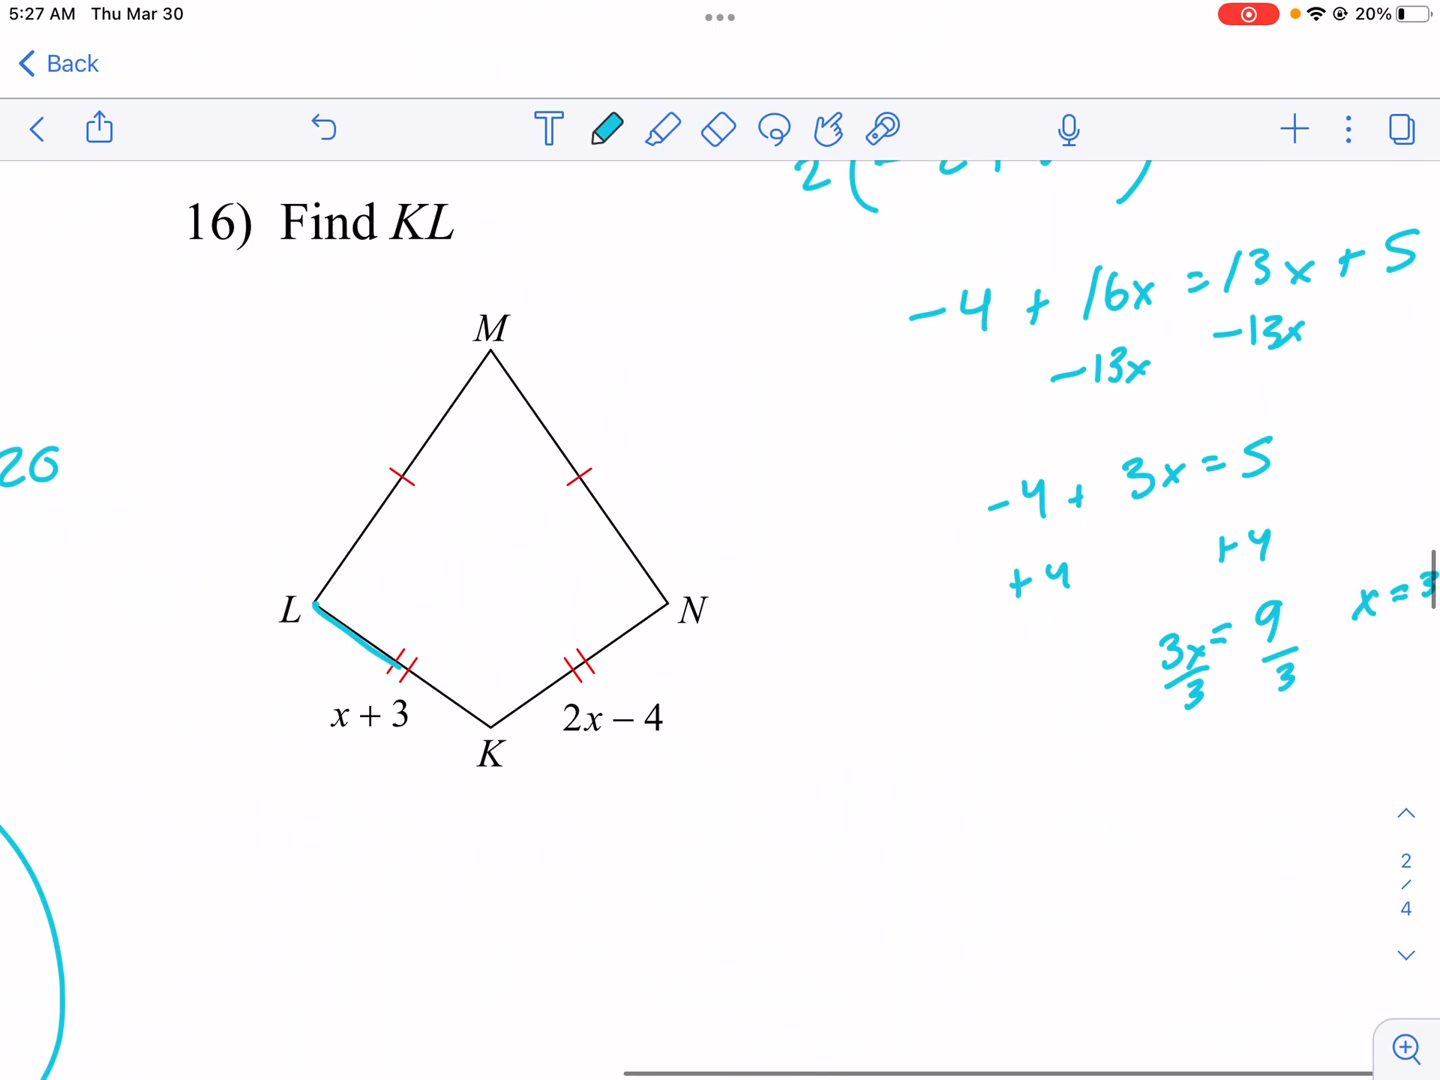 5:27 AM Thu Mar 30
20%
Back
16) Find KL
-4 + 16x = 13x + 5
-13x -13x
M
-4 + 3x = 5
26
+4 +4
L
N
3x = 9
3 3
x = 3
x + 3
2x – 4
K
2
/
4